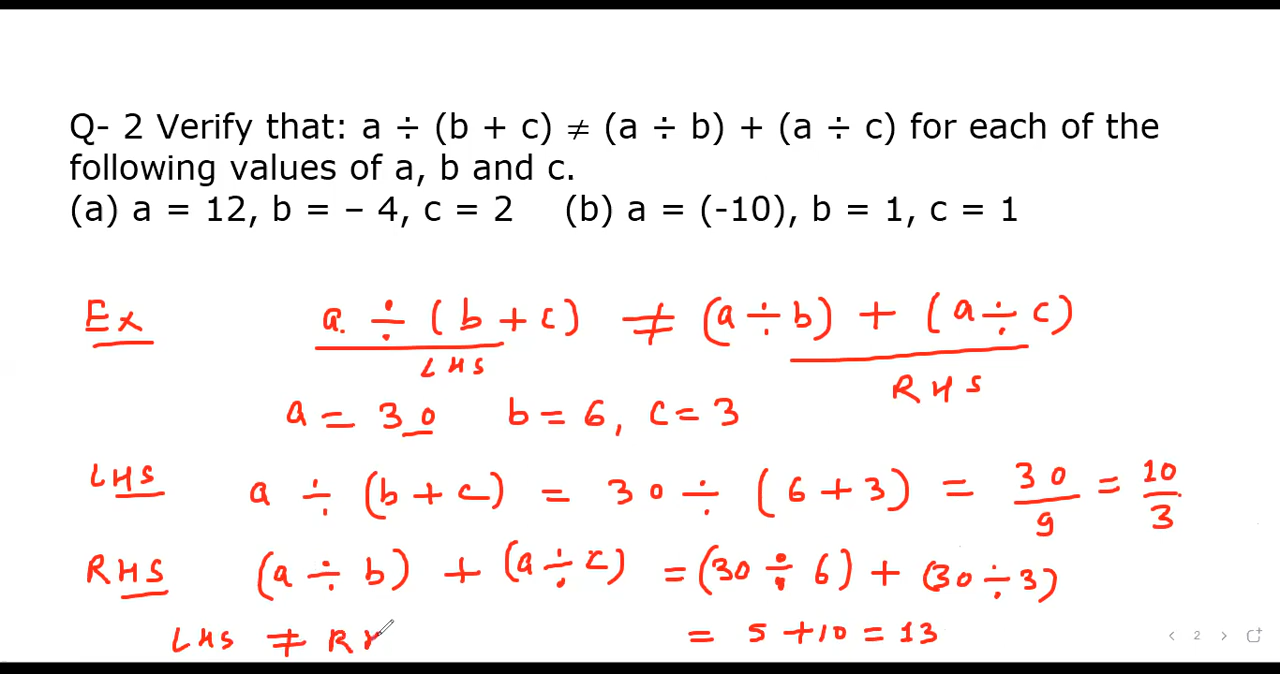 Q- 2 Verify that: a ÷ (b + c) ≠ (a ÷ b) + (a ÷ c) for each of the
following values of a, b and c.
(a) a = 12, b = – 4, c = 2 (b) a = (-10), b = 1, c = 1
Ex a. ÷ (b + c) ≠ (a ÷ b) + (a ÷ c)
LHS RHS
a = 30 b = 6, c = 3
LHS a ÷ (b + c) = 30 ÷ (6 + 3) = 30/9 = 10/3
RHS (a ÷ b) + (a ÷ c) = (30 ÷ 6) + (30 ÷ 3)
LHS ≠ R = 5 + 10 = 13
< 2 >